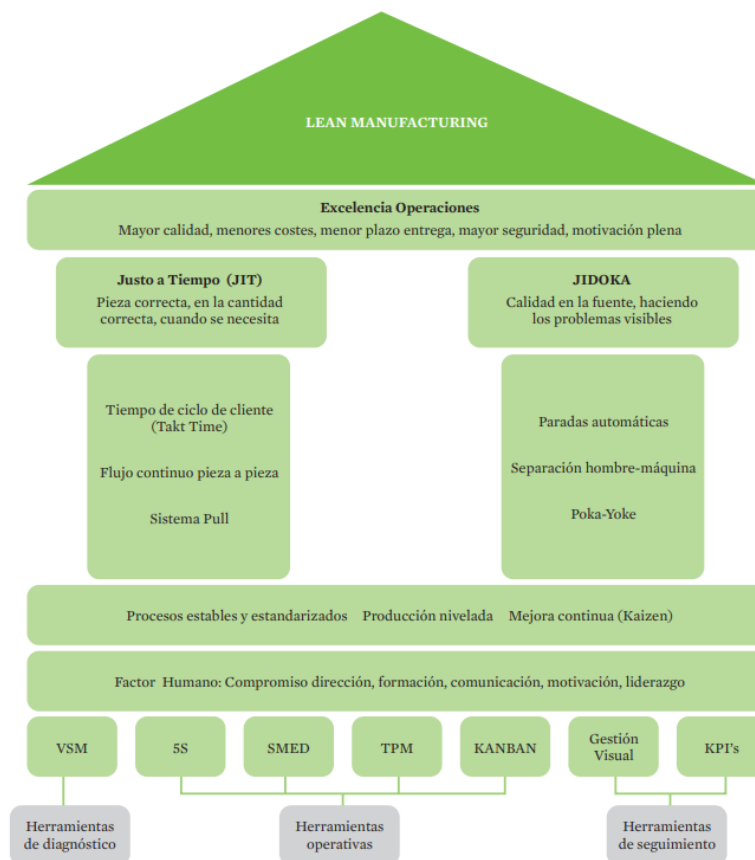 LEAN MANUFACTURING
Excelencia Operaciones
Mayor calidad, menores costes, menor plazo entrega, mayor seguridad, motivación plena
Justo a Tiempo (JIT)
Pieza correcta, en la cantidad
correcta, cuando se necesita
JIDOKA
Calidad en la fuente, haciendo
los problemas visibles
Tiempo de ciclo de cliente
(Takt Time)
Flujo continuo pieza a pieza
Sistema Pull
Paradas automáticas
Separación hombre-máquina
Poka-Yoke
Procesos estables y estandarizados Producción nivelada Mejora continua (Kaizen)
Factor Humano: Compromiso dirección, formación, comunicación, motivación, liderazgo
VSM
5S
SMED
TPM
KANBAN
Gestión
Visual
KPI's
Herramientas
de diagnóstico
Herramientas
operativas
Herramientas
de seguimiento